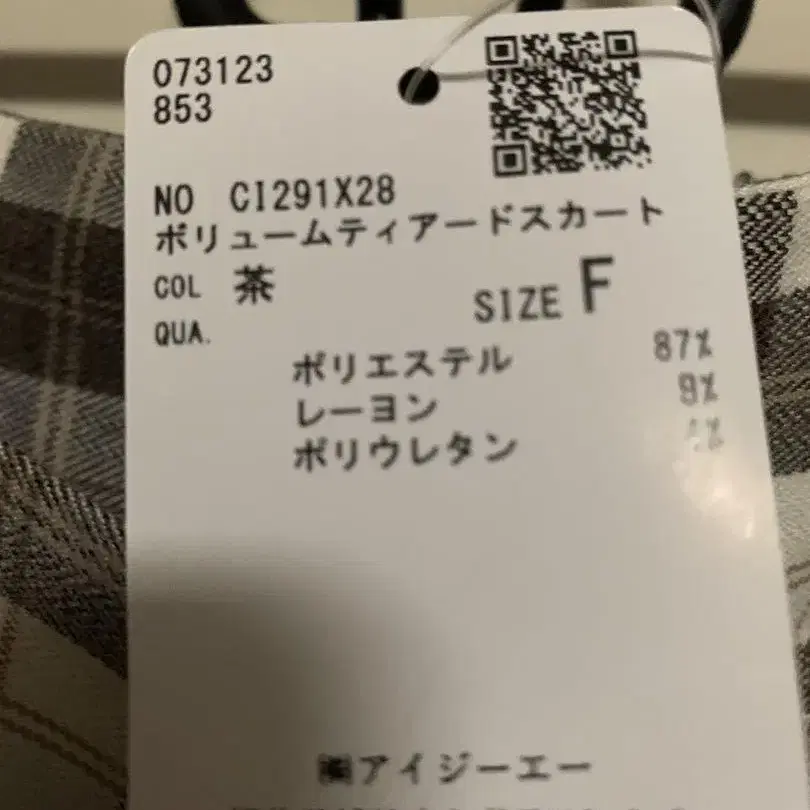 073123
853
NO CI291X28
ボリュームティアードスカート
COL 茶
SIZE F
QUA.
ポリエステル 87%
レーヨン 9%
ポリウレタン 4%
㈱アイジーエー